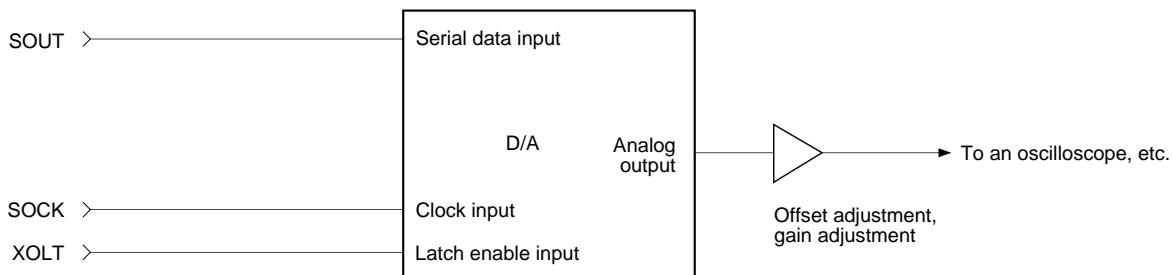 SOUT
Serial data input
D/A
Analog
output
To an oscilloscope, etc.
SOCK
Clock input
Offset adjustment,
gain adjustment
XOLT
Latch enable input